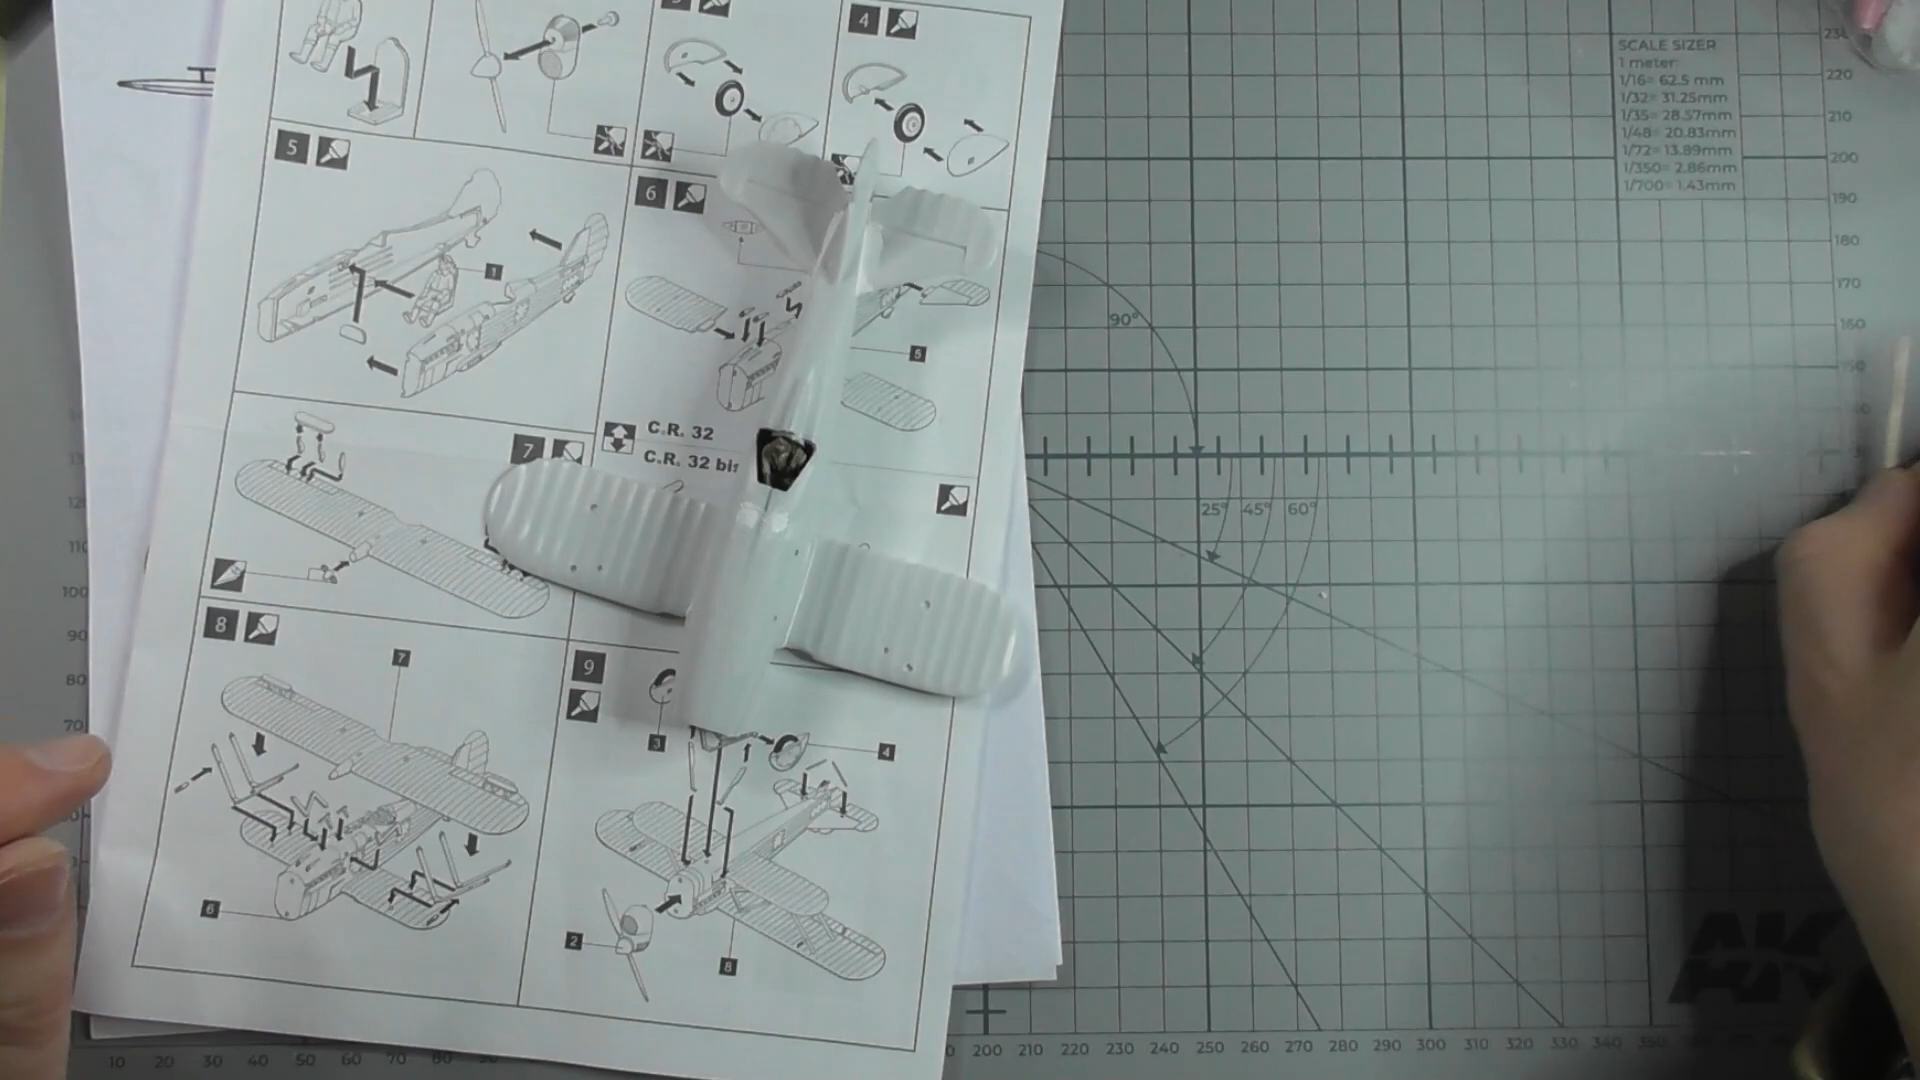 4
5
6
1
5
C.R. 32
C.R. 32
7
8
7
9
3
4
6
2
8
SCALE SIZER
1 meter:
1/16= 62.5 mm
1/32= 31.25mm
1/35= 28.57mm
1/48= 20.83mm
1/72= 13.89mm
1/350= 2.86mm
1/700= 1.43mm
220
210
200
190
180
170
160
90°
25°
45°
60°
100
90
80
70
10 20 30 40 50 60 70 80
200 210 220 230 240 250 260 270 280 290 300 310 320 330 340 350
AK